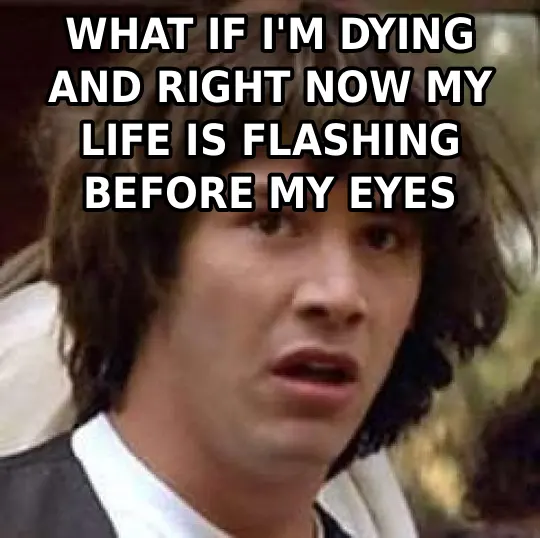 WHAT IF I'M DYING
AND RIGHT NOW MY
LIFE IS FLASHING
BEFORE MY EYES